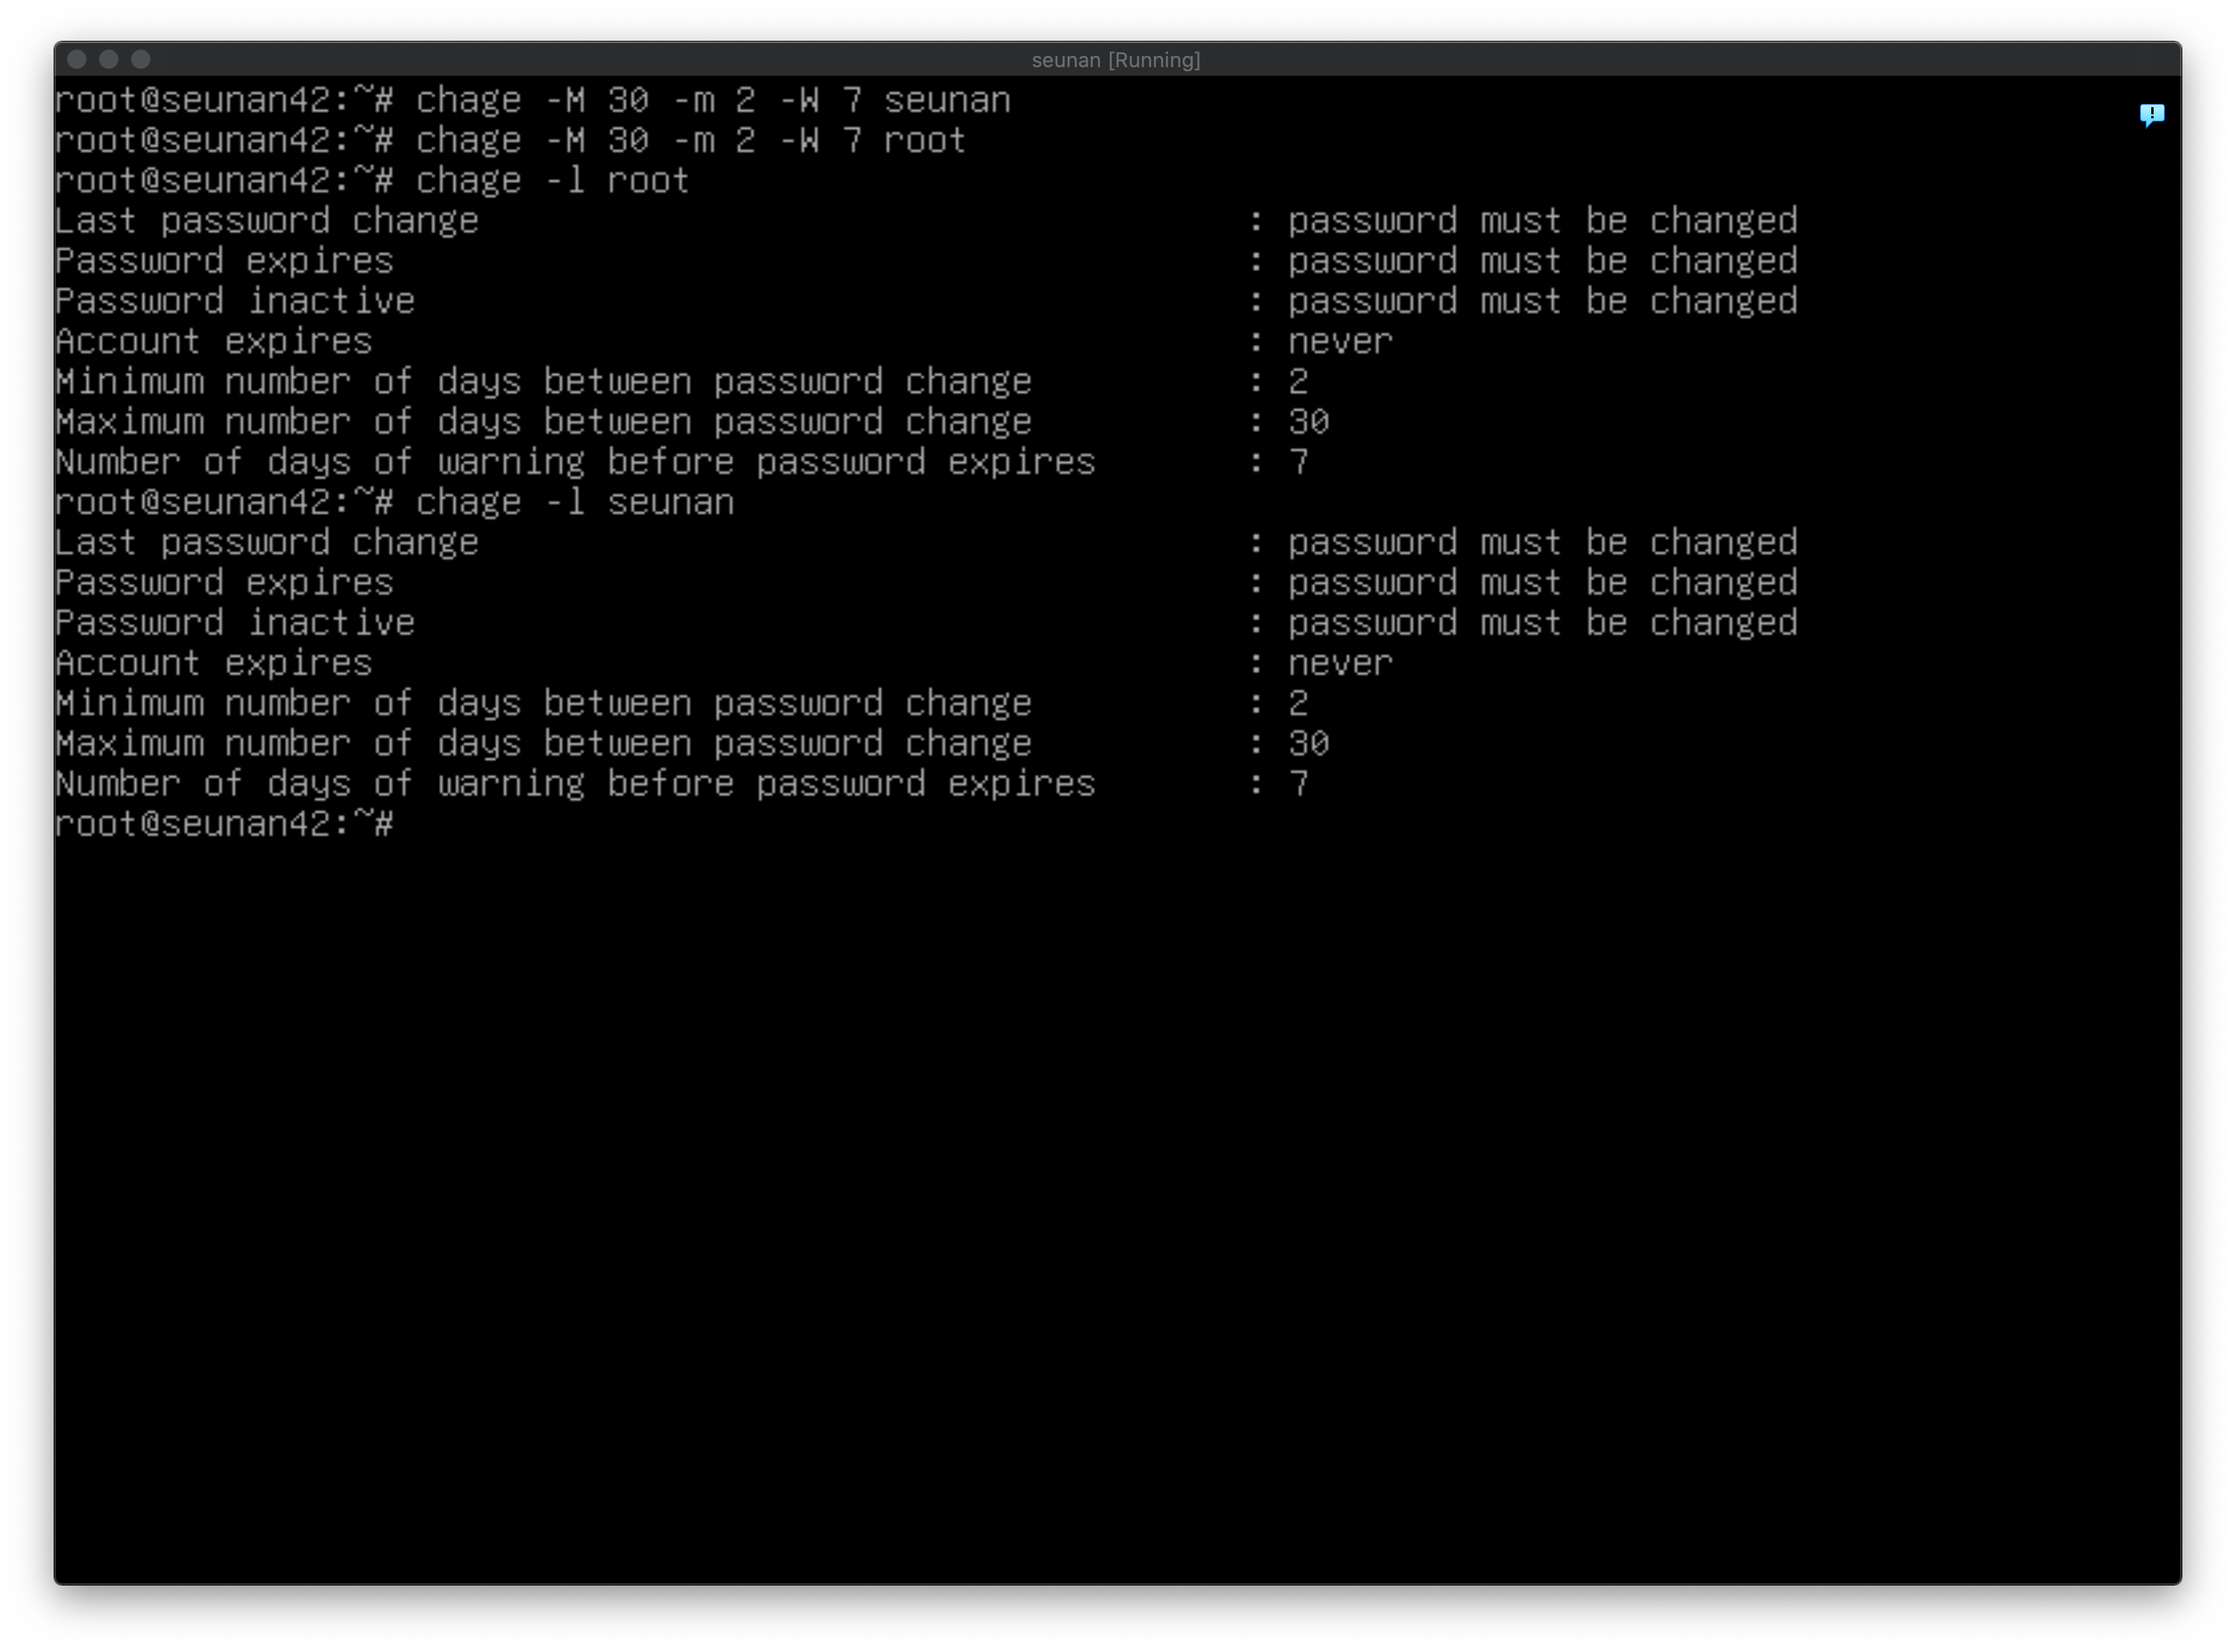 seunan [Running]
root@seunan42:~# chage -M 30 -m 2 -W 7 seunan
root@seunan42:~# chage -M 30 -m 2 -W 7 root
root@seunan42:~# chage -l root
Last password change : password must be changed
Password expires : password must be changed
Password inactive : password must be changed
Account expires : never
Minimum number of days between password change : 2
Maximum number of days between password change : 30
Number of days of warning before password expires : 7
root@seunan42:~# chage -l seunan
Last password change : password must be changed
Password expires : password must be changed
Password inactive : password must be changed
Account expires : never
Minimum number of days between password change : 2
Maximum number of days between password change : 30
Number of days of warning before password expires : 7
root@seunan42:~#